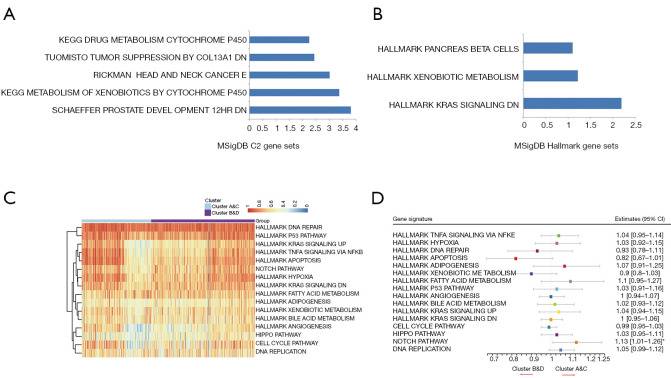 A
KEGG DRUG METABOLISM CYTOCHROME P450
TUOMISTO TUMOR SUPPRESSION BY COL13A1 DN
RICKMAN HEAD AND NECK CANCER E
KEGG METABOLISM OF XENOBIOTICS BY CYTOCHROME P450
SCHAEFFER PROSTATE DEVEL OPMENT 12HR DN
0 0.5 1 1.5 2 2.5 3 3.5 4
MSigDB C2 gene sets
B
HALLMARK PANCREAS BETA CELLS
HALLMARK XENOBIOTIC METABOLISM
HALLMARK KRAS SIGNALING DN
0 0.5 1 1.5 2 2.5
MSigDB Hallmark gene sets
C
Cluster
Cluster A&C
Cluster B&D
1 0.8 0.6 0.4 0.2 0
Group
HALLMARK DNA REPAIR
HALLMARK P53 PATHWAY
HALLMARK KRAS SIGNALING UP
HALLMARK TNFA SIGNALING VIA NFKB
HALLMARK APOPTOSIS
NOTCH PATHWAY
HALLMARK HYPOXIA
HALLMARK KRAS SIGNALING DN
HALLMARK FATTY ACID METABOLISM
HALLMARK ADIPOGENESIS
HALLMARK XENOBIOTIC METABOLISM
HALLMARK BILE ACID METABOLISM
HALLMARK ANGIOGENESIS
HIPPO PATHWAY
CELL CYCLE PATHWAY
DNA REPLICATION
D
Gene signature Estimates (95% CI)
HALLMARK TNFA SIGNALING VIA NFKE 1.04 [0.95–1.14]
HALLMARK HYPOXIA 1.03 [0.92–1.15]
HALLMARK DNA REPAIR 0.93 [0.78–1.11]
HALLMARK APOPTOSIS 0.82 [0.67–1.01]
HALLMARK ADIPOGENESIS 1.07 [0.91–1.25]
HALLMARK XENOBIOTIC ME TABOLISM 0.9 [0.8–1.03]
HALLMARK FATTY ACID METABOLISM 1.1 [0.95–1.27]
HALLMARK P53 PATHWAY 1.03 [0.91–1.16]
HALLMARK ANGIOGENESIS 1 [0.94–1.07]
HALLMARK BILE ACID METABOLISM 1.02 [0.93–1.12]
HALLMARK KRAS SIGNALING UP 1.04 [0.94–1.15]
HALLMARK KRAS SIGNALING DN 1 [0.95–1.06]
CELL CYCLE PATHWAY 0.99 [0.95–1.03]
HIPPO PATHWAY 1.03 [0.95–1.11]
NOTCH PATHWAY 1.13 [1.01–1.26]*
DNA REPLICATION 1.05 [0.99–1.12]
0.7 0.8 0.9 1 1.1 1.2 1.25
Cluster B&D Cluster A&C